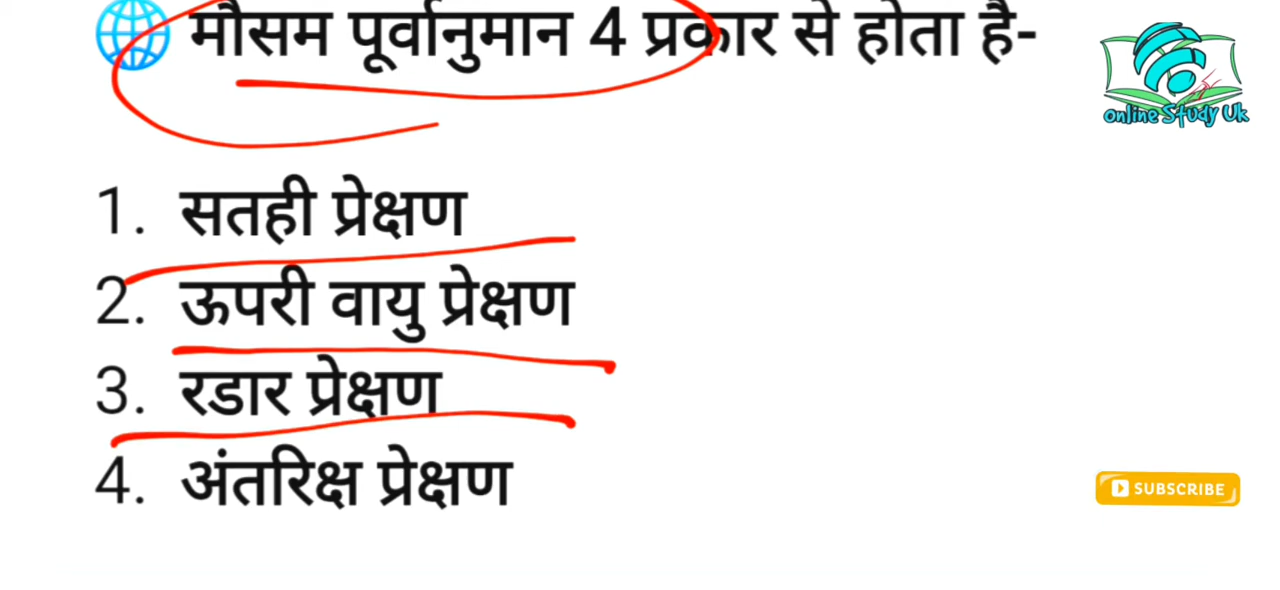 मौसम पूर्वानुमान 4 प्रकार से होता है-
online Study Uk
1. सतही प्रेक्षण
2. ऊपरी वायु प्रेक्षण
3. रडार प्रेक्षण
4. अंतरिक्ष प्रेक्षण
SUBSCRIBE